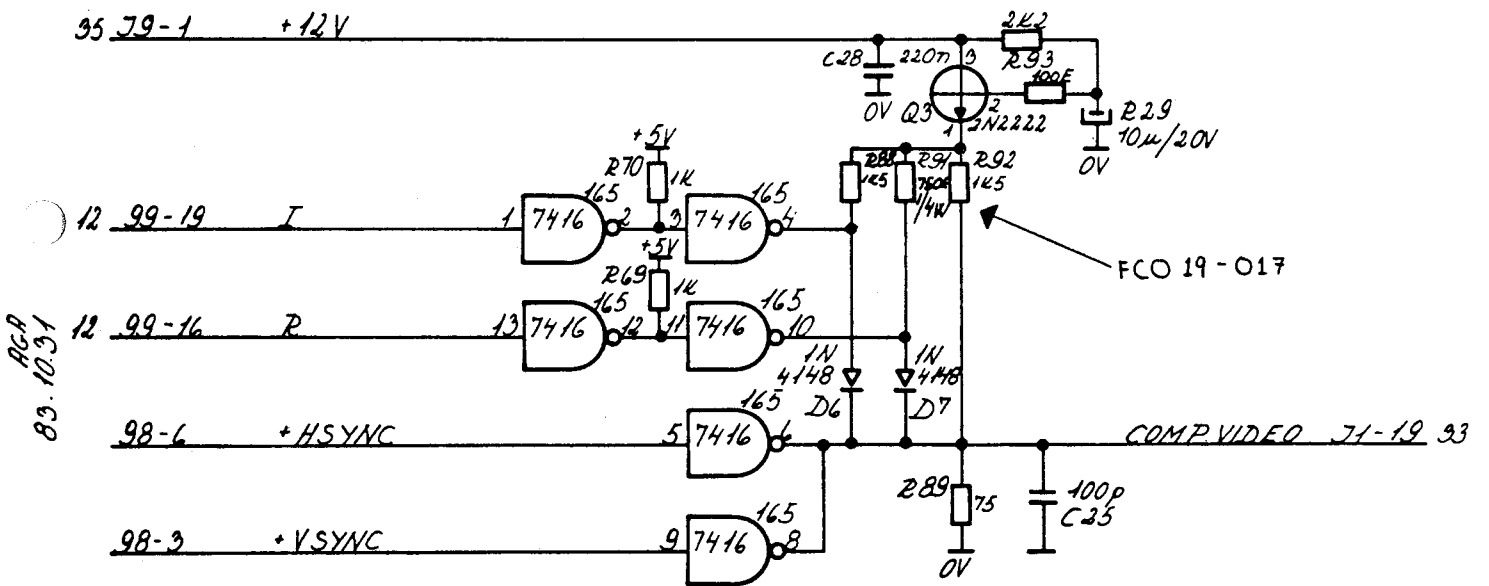 35 J9-1 +12V
2K2
R93
C28
220n
3
100E
0V
Q3
2
1
2N2222
R29
10µ/20V
0V
+5V
R70
1K
165
165
1K5
R91
750E
1/4W
R92
1K5
12 99-19 I
1 7416 2
3 7416 4
FCO 19-017
+5V
R69
1K
165
165
12 99-16 R
13 7416 12
11 7416 10
AGA
83.10.31
1N
4148
D6
1N
4148
D7
165
98-6 +HSYNC
5 7416 6
COMP.VIDEO J1-19 33
R89
75
0V
100p
C25
165
98-3 +VSYNC
9 7416 8